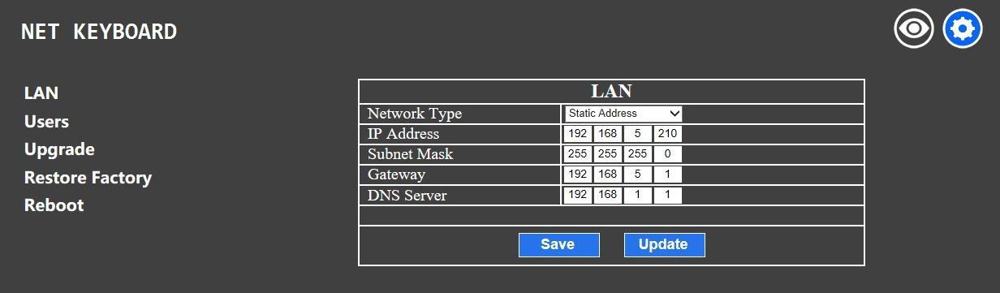 NET KEYBOARD
LAN
Users
Upgrade
Restore Factory
Reboot
LAN
Network Type Static Address
IP Address 192 168 5 210
Subnet Mask 255 255 255 0
Gateway 192 168 5 1
DNS Server 192 168 1 1
Save Update